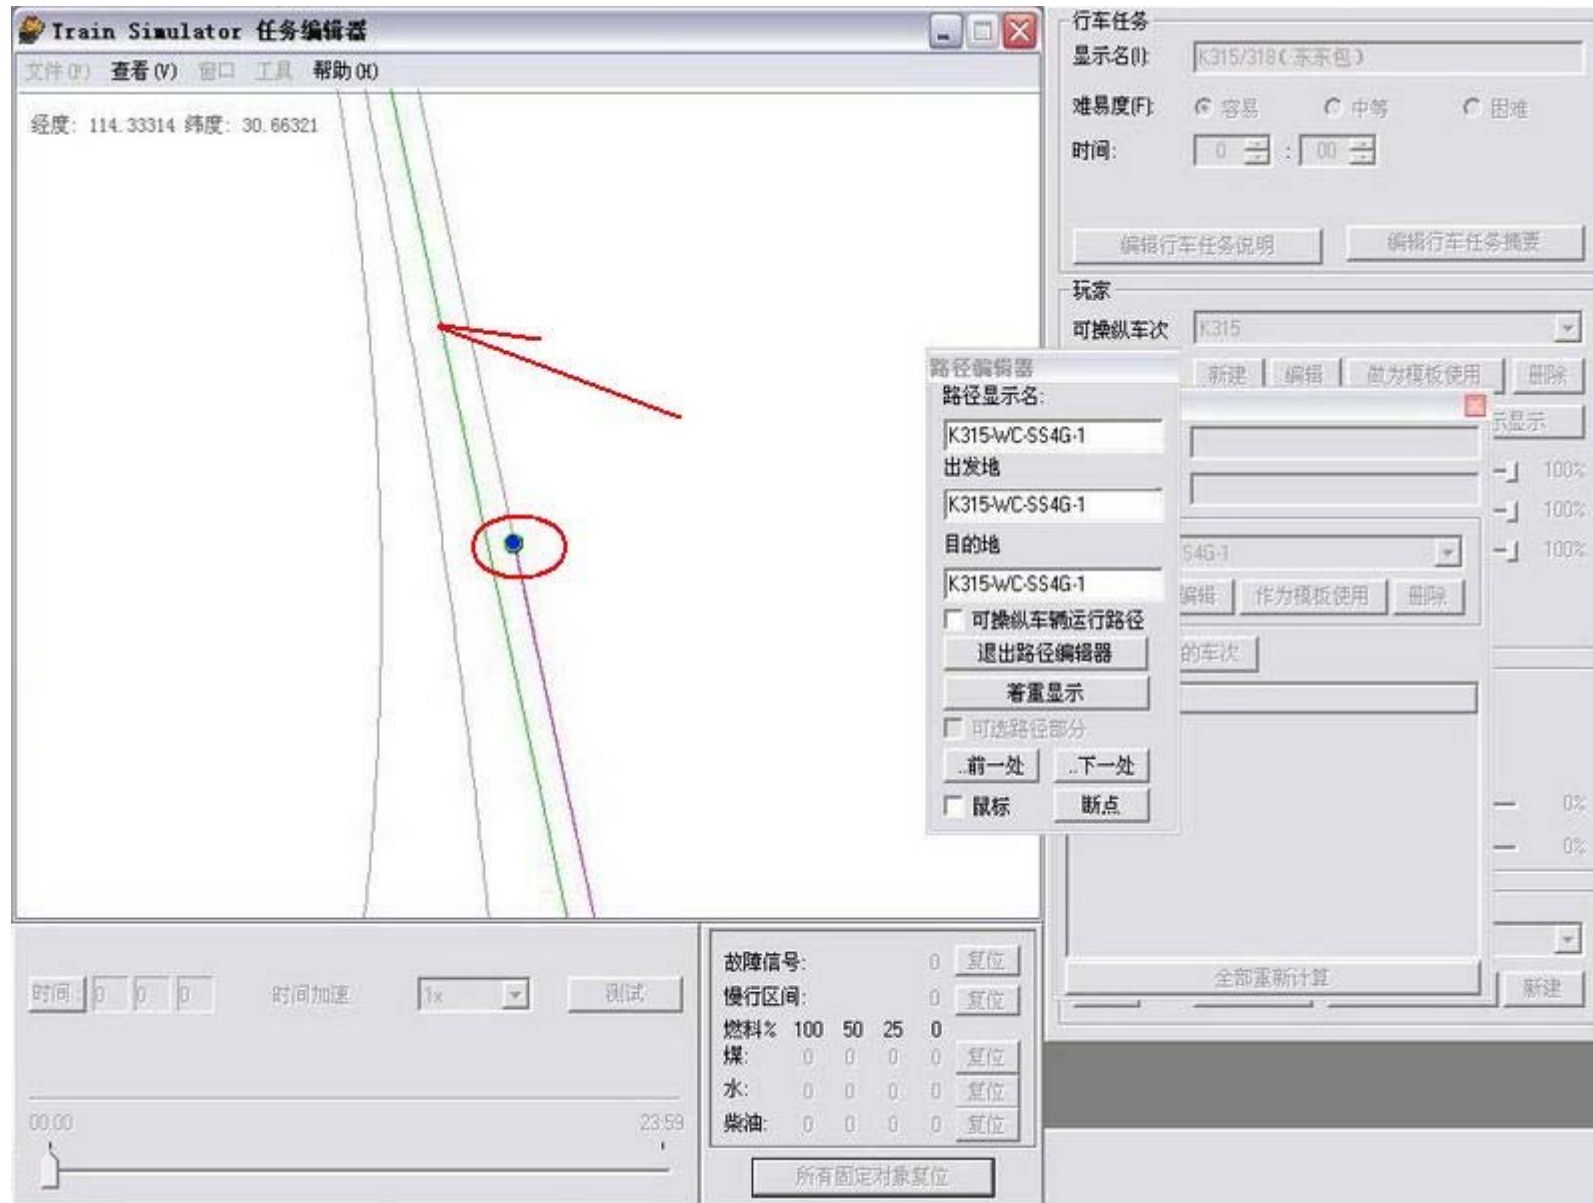 Train Simulator 任务编辑器
文件(F) 查看(V) 窗口 工具 帮助(H)
经度: 114.33314 纬度: 30.66321
行车任务
显示名(I): K315/318(东东包)
难易度(F): 容易 中等 困难
时间: 0 : 00
编辑行车任务说明 编辑行车任务摘要
玩家
可操纵车次 K315
新建 编辑 做为模板使用 删除
示显示
100%
100%
100%
路径编辑器
路径显示名:
K315-WC-SS4G-1
出发地
K315-WC-SS4G-1
目的地
K315-WC-SS4G-1
可操纵车辆运行路径
退出路径编辑器
着重显示
可选路径部分
..前一处 ..下一处
鼠标 断点
S4G-1
编辑 作为模板使用 删除
的车次
0%
0%
全部重新计算
新建
时间 0 0 0 时间加速 1x 测试
00:00 23:59
故障信号: 0 复位
慢行区间: 0 复位
燃料% 100 50 25 0
煤: 0 0 0 0 复位
水: 0 0 0 0 复位
柴油: 0 0 0 0 复位
所有固定对象复位